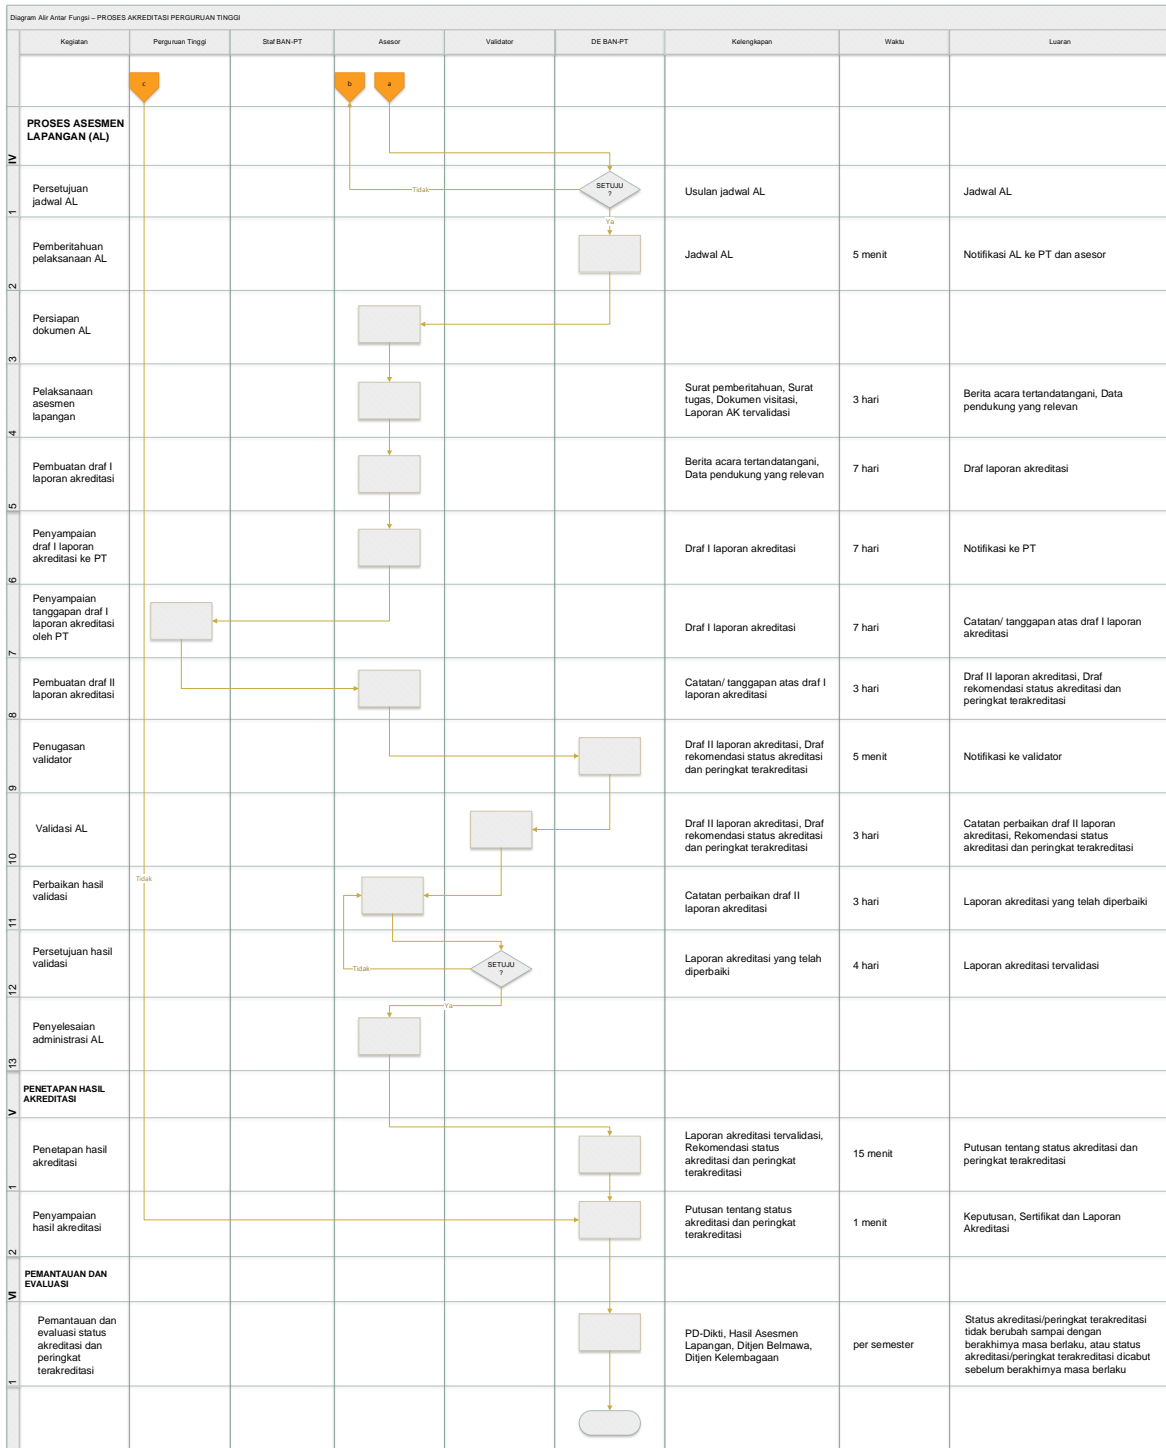 Diagram Alir Antar Fungsi – PROSES AKREDITASI PERGURUAN TINGGI
Kegiatan
Perguruan Tinggi
Staf BAN-PT
Asesor
Validator
DE BAN-PT
Kelengkapan
Waktu
Luaran
c
b
a
IV
PROSES ASESMEN
LAPANGAN (AL)
1
Persetujuan
jadwal AL
Tidak
SETUJU
?
Usulan jadwal AL
Jadwal AL
Ya
2
Pemberitahuan
pelaksanaan AL
Jadwal AL
5 menit
Notifikasi AL ke PT dan asesor
3
Persiapan
dokumen AL
4
Pelaksanaan
asesmen
lapangan
Surat pemberitahuan, Surat
tugas, Dokumen visitasi,
Laporan AK tervalidasi
3 hari
Berita acara tertandatangani, Data
pendukung yang relevan
5
Pembuatan draf I
laporan akreditasi
Berita acara tertandatangani,
Data pendukung yang relevan
7 hari
Draf laporan akreditasi
6
Penyampaian
draf I laporan
akreditasi ke PT
Draf I laporan akreditasi
7 hari
Notifikasi ke PT
7
Penyampaian
tanggapan draf I
laporan akreditasi
oleh PT
Draf I laporan akreditasi
7 hari
Catatan/ tanggapan atas draf I laporan
akreditasi
8
Pembuatan draf II
laporan akreditasi
Catatan/ tanggapan atas draf I
laporan akreditasi
3 hari
Draf II laporan akreditasi, Draf
rekomendasi status akreditasi dan
peringkat terakreditasi
9
Penugasan
validator
Draf II laporan akreditasi, Draf
rekomendasi status akreditasi
dan peringkat terakreditasi
5 menit
Notifikasi ke validator
10
Validasi AL
Draf II laporan akreditasi, Draf
rekomendasi status akreditasi
dan peringkat terakreditasi
3 hari
Catatan perbaikan draf II laporan
akreditasi, Rekomendasi status
akreditasi dan peringkat terakreditasi
Tidak
11
Perbaikan hasil
validasi
Catatan perbaikan draf II
laporan akreditasi
3 hari
Laporan akreditasi yang telah diperbaiki
12
Persetujuan hasil
validasi
Tidak
SETUJU
?
Laporan akreditasi yang telah
diperbaiki
4 hari
Laporan akreditasi tervalidasi
Ya
13
Penyelesaian
administrasi AL
V
PENETAPAN HASIL
AKREDITASI
1
Penetapan hasil
akreditasi
Laporan akreditasi tervalidasi,
Rekomendasi status
akreditasi dan peringkat
terakreditasi
15 menit
Putusan tentang status akreditasi dan
peringkat terakreditasi
2
Penyampaian
hasil akreditasi
Putusan tentang status
akreditasi dan peringkat
terakreditasi
1 menit
Keputusan, Sertifikat dan Laporan
Akreditasi
VI
PEMANTAUAN DAN
EVALUASI
1
Pemantauan dan
evaluasi status
akreditasi dan
peringkat
terakreditasi
PD-Dikti, Hasil Asesmen
Lapangan, Ditjen Belmawa,
Ditjen Kelembagaan
per semester
Status akreditasi/peringkat terakreditasi
tidak berubah sampai dengan
berakhirnya masa berlaku, atau status
akreditasi/peringkat terakreditasi dicabut
sebelum berakhirnya masa berlaku